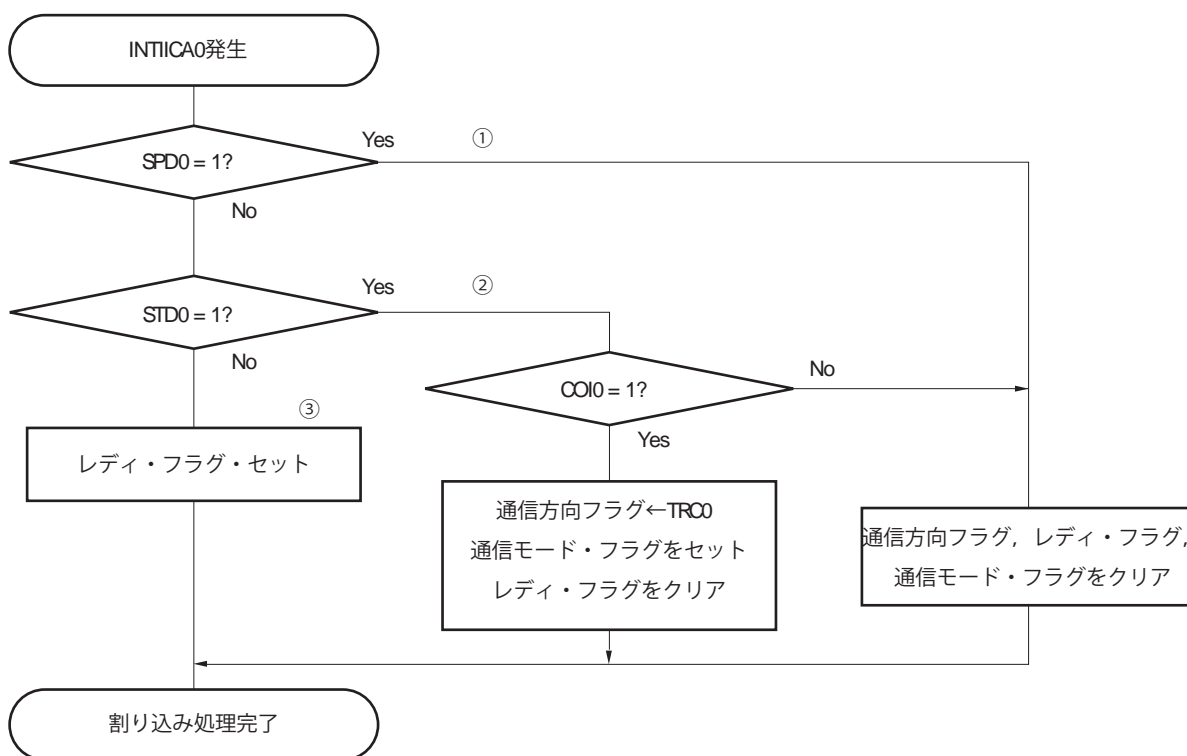 INTIICA0発生
Yes
①
SPD0 = 1?
No
Yes
②
STD0 = 1?
No
No
COI0 = 1?
③
Yes
レディ・フラグ・セット
通信方向フラグ←TRC0
通信モード・フラグをセット
レディ・フラグをクリア
通信方向フラグ，レディ・フラグ，
通信モード・フラグをクリア
割り込み処理完了